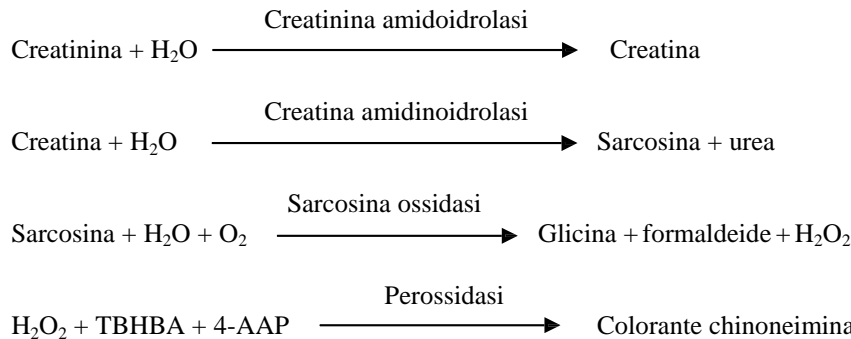 Creatinina amidoidrolasi
Creatinina + H₂O Creatina
Creatina amidinoidrolasi
Creatina + H₂O Sarcosina + urea
Sarcosina ossidasi
Sarcosina + H₂O + O₂ Glicina + formaldeide + H₂O₂
Perossidasi
H₂O₂ + TBHBA + 4-AAP Colorante chinoneimina